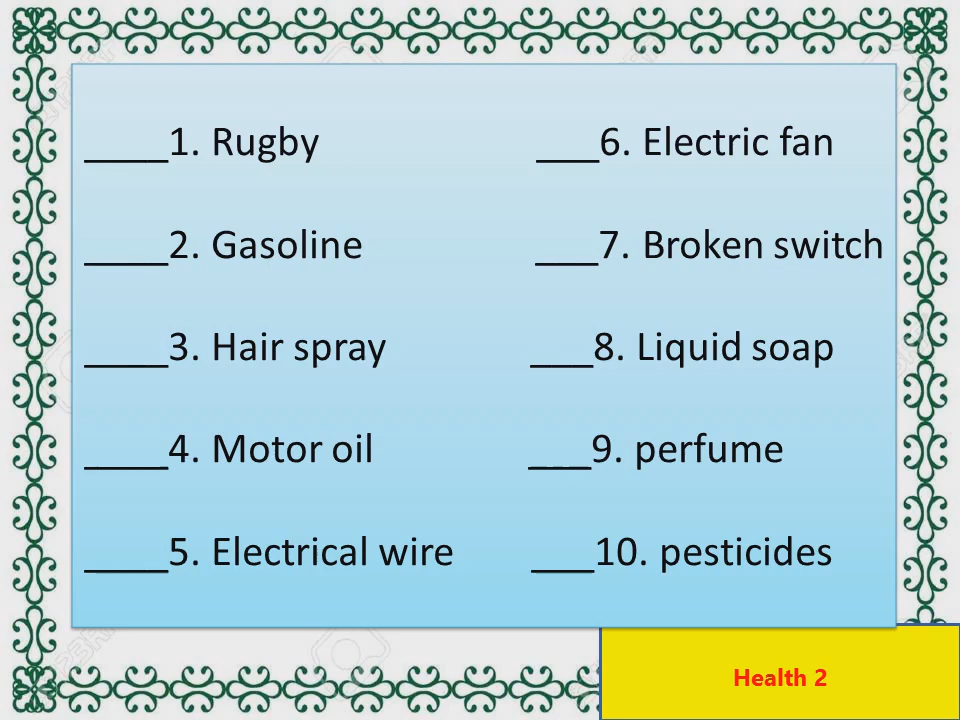 ____1. Rugby ___6. Electric fan
____2. Gasoline ___7. Broken switch
____3. Hair spray ___8. Liquid soap
____4. Motor oil ___9. perfume
____5. Electrical wire ___10. pesticides
Health 2